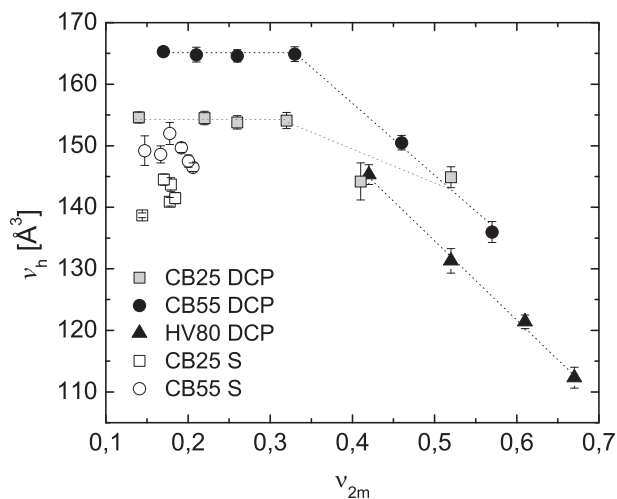 170
160
150
140
130
120
110
ν_h [Å³]
CB25 DCP
CB55 DCP
HV80 DCP
CB25 S
CB55 S
0,1 0,2 0,3 0,4 0,5 0,6 0,7
ν_2m